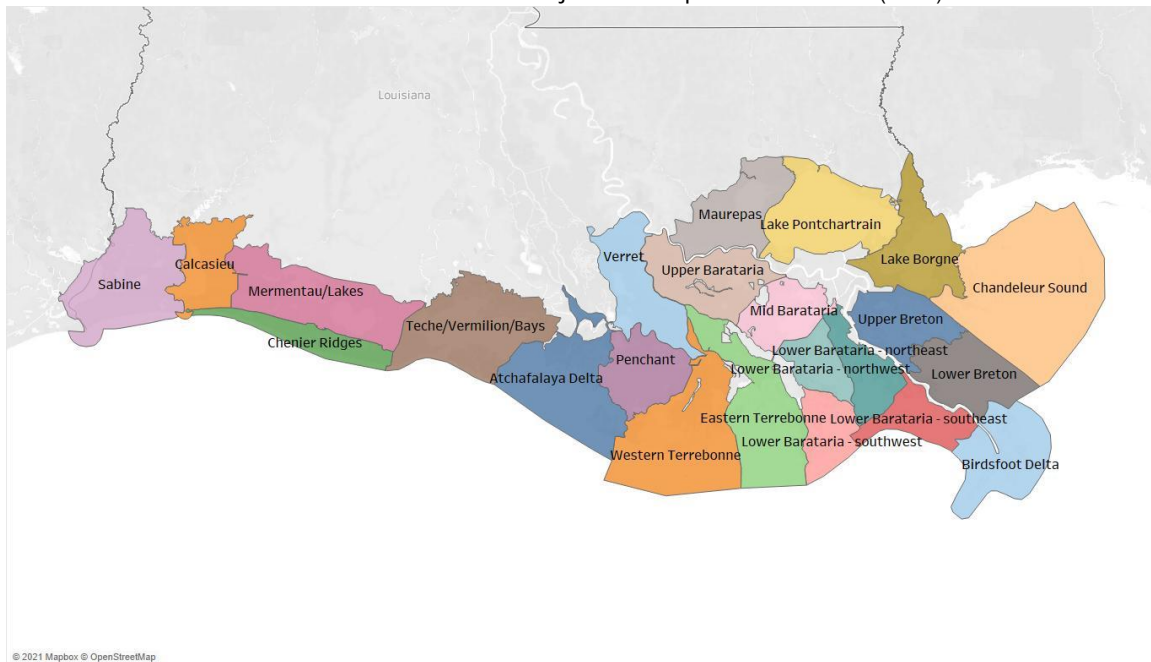 Louisiana
Maurepas
Lake Pontchartrain
Verret
Lake Borgne
Calcasieu
Upper Barataria
Sabine
Chandeleur Sound
Mermentau/Lakes
Mid Barataria
Upper Breton
Teche/Vermilion/Bays
Chenier Ridges
Lower Barataria - northeast
Penchant
Lower Barataria - northwest
Lower Breton
Atchafalaya Delta
Eastern Terrebonne
Lower Barataria - southeast
Lower Barataria - southwest
Western Terrebonne
Birdsfoot Delta
© 2021 Mapbox © OpenStreetMap